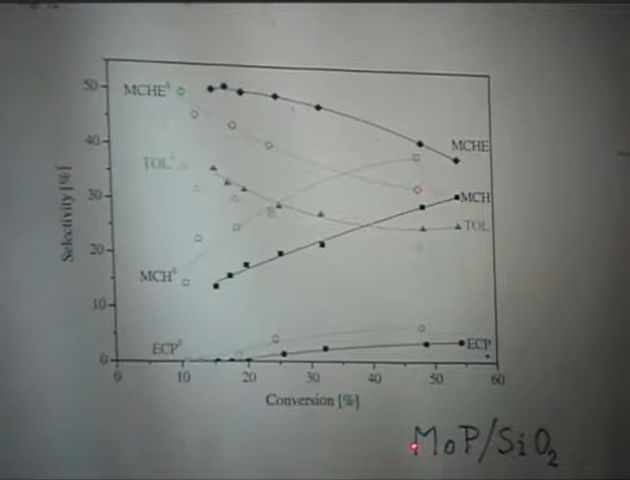 50
MCHE^S
MCHE
40
TOL^S
30
MCH
TOL
20
MCH^S
10
ECP^S
ECP
0
0 10 20 30 40 50 60
Selectivity [%]
Conversion [%]
MoP/SiO₂